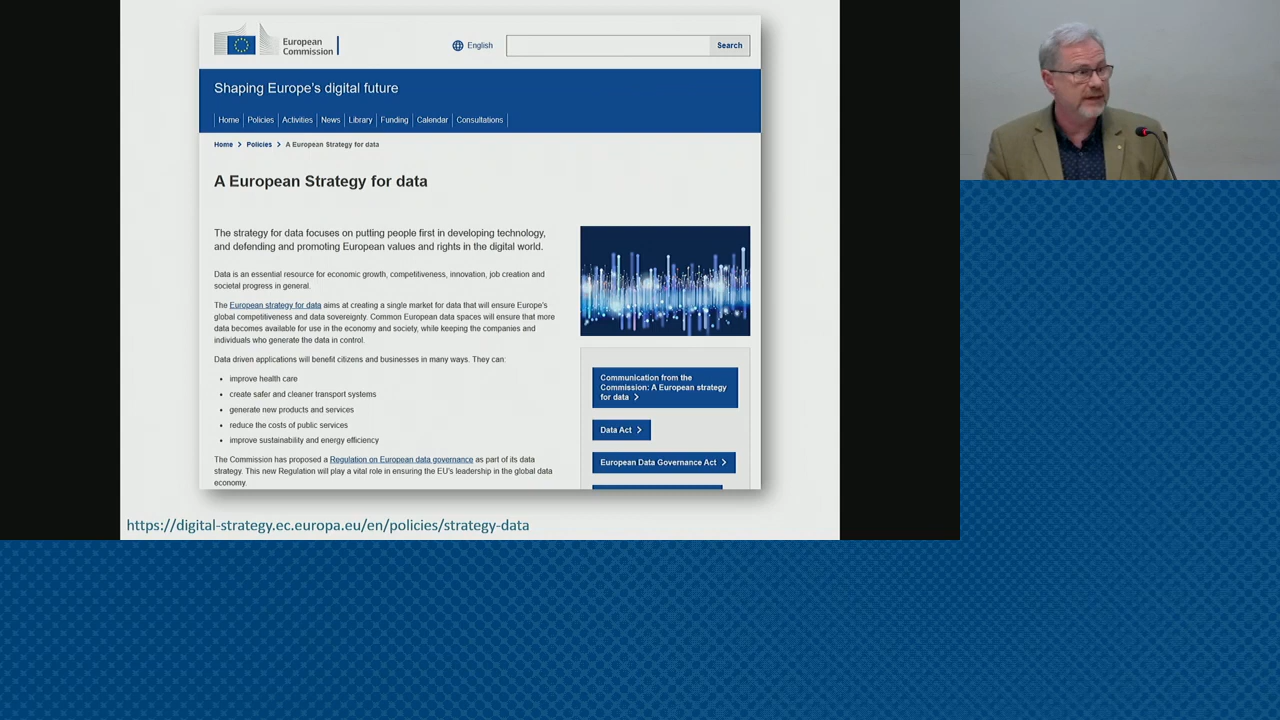 European
Commission
English
Search
Shaping Europe's digital future
Home
Policies
Activities
News
Library
Funding
Calendar
Consultations
Home > Policies > A European Strategy for data
A European Strategy for data
The strategy for data focuses on putting people first in developing technology,
and defending and promoting European values and rights in the digital world.
Data is an essential resource for economic growth, competitiveness, innovation, job creation and
societal progress in general.
The European strategy for data aims at creating a single market for data that will ensure Europe's
global competitiveness and data sovereignty. Common European data spaces will ensure that more
data becomes available for use in the economy and society, while keeping the companies and
individuals who generate the data in control.
Data driven applications will benefit citizens and businesses in many ways. They can:
• improve health care
• create safer and cleaner transport systems
• generate new products and services
• reduce the costs of public services
• improve sustainability and energy efficiency
The Commission has proposed a Regulation on European data governance as part of its data
strategy. This new Regulation will play a vital role in ensuring the EU's leadership in the global data
economy.
Communication from the
Commission: A European strategy
for data >
Data Act >
European Data Governance Act >
https://digital-strategy.ec.europa.eu/en/policies/strategy-data